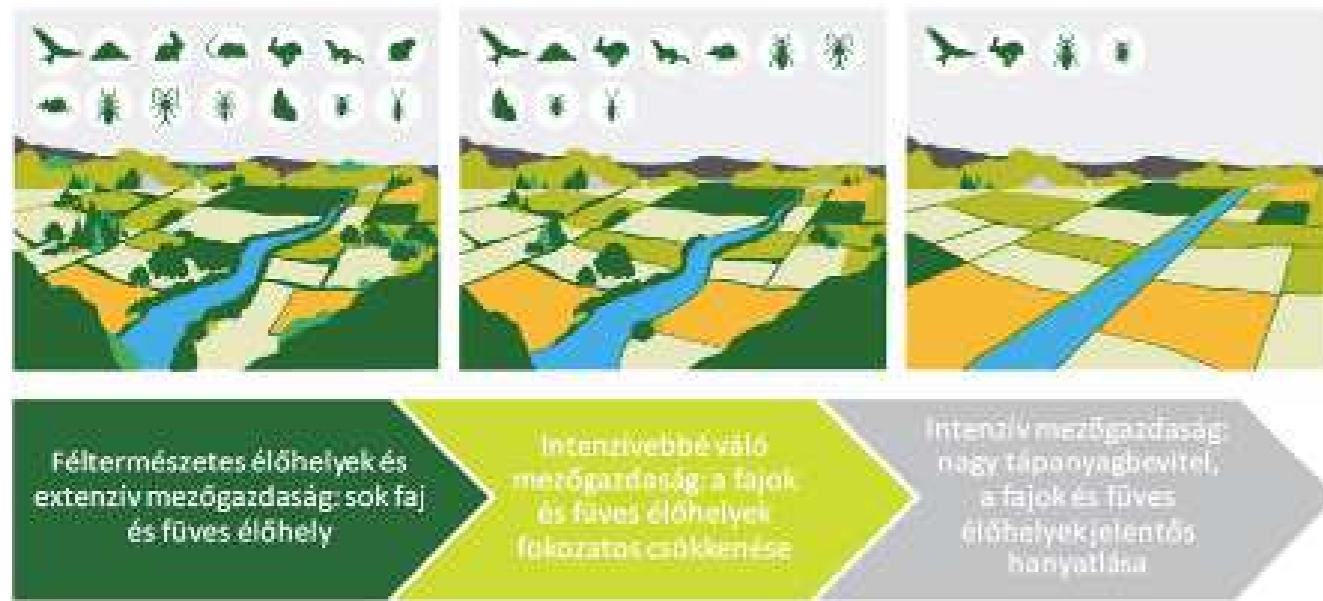 Féltermészetes élőhelyek és
extenzív mezőgazdaság: sok faj
és füves élőhely
Intenzívebbé váló
mezőgazdaság: a fajok
és füves élőhelyek
fokozatos csökkenése
Intenzív mezőgazdaság:
nagy tápanyagbevitel,
a fajok és füves
élőhelyek jelentős
hanyatlása